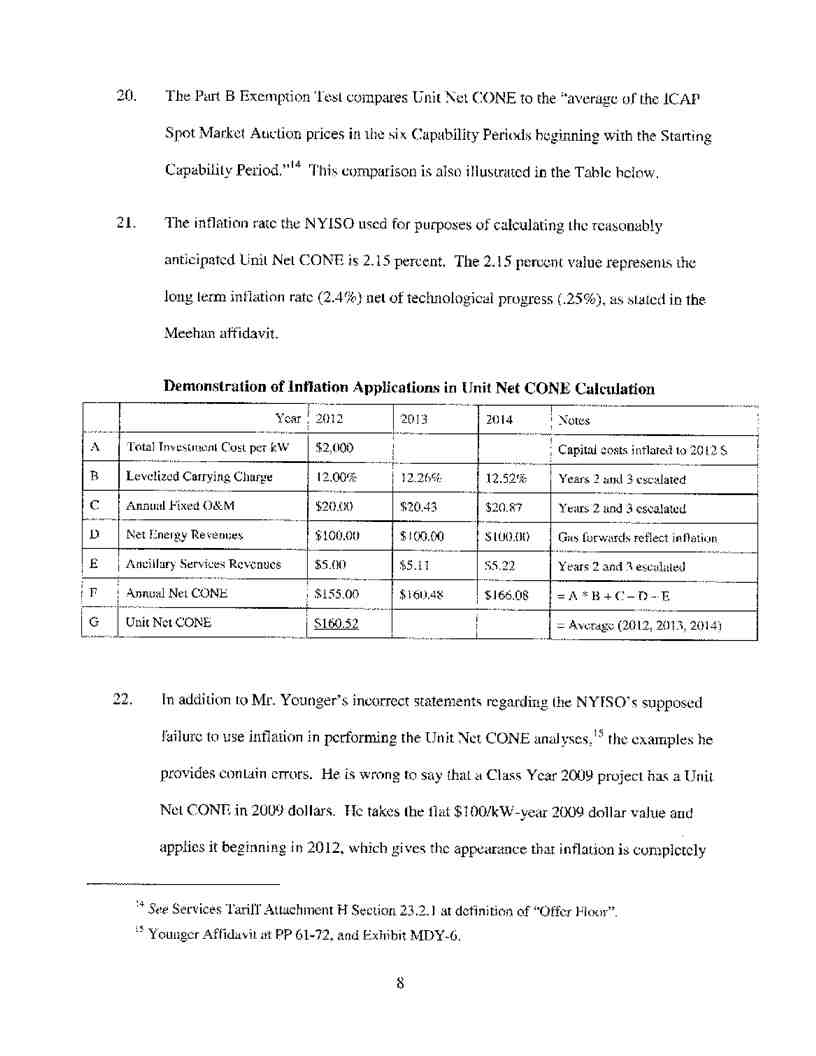 20. The Part B Exemption Test compares Unit Net CONE to the "average of the ICAP
Spot Market Auction prices in the six Capability Periods beginning with the Starting
Capability Period."14 This comparison is also illustrated in the Table below.
21. The inflation rate the NYISO used for purposes of calculating the reasonably
anticipated Unit Net CONE is 2.15 percent. The 2.15 percent value represents the
long term inflation rate (2.4%) net of technological progress (.25%), as stated in the
Meehan affidavit.
Demonstration of Inflation Applications in Unit Net CONE Calculation
Year 2012 2013 2014 Notes
A Total Investment Cost per kW $2,000 Capital costs inflated to 2012 $
B Levelized Carrying Charge 12.00% 12.26% 12.52% Years 2 and 3 escalated
C Annual Fixed O&M $20.00 $20.43 $20.87 Years 2 and 3 escalated
D Net Energy Revenues $100.00 $100.00 $100.00 Gas forwards reflect inflation
E Ancillary Services Revenues $5.00 $5.11 $5.22 Years 2 and 3 escalated
F Annual Net CONE $155.00 $160.48 $166.08 = A * B + C – D – E
G Unit Net CONE $160.52 = Average (2012, 2013, 2014)
22. In addition to Mr. Younger's incorrect statements regarding the NYISO's supposed
failure to use inflation in performing the Unit Net CONE analyses,15 the examples he
provides contain errors. He is wrong to say that a Class Year 2009 project has a Unit
Net CONE in 2009 dollars. He takes the flat $100/kW-year 2009 dollar value and
applies it beginning in 2012, which gives the appearance that inflation is completely
14 See Services Tariff Attachment H Section 23.2.1 at definition of "Offer Floor".
15 Younger Affidavit at PP 61-72, and Exhibit MDY-6.
8